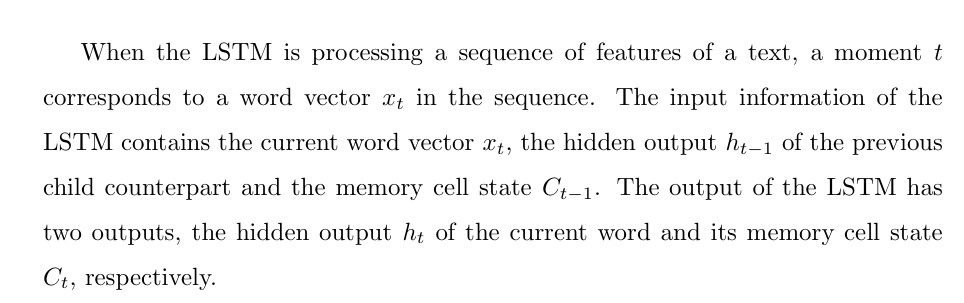 When the LSTM is processing a sequence of features of a text, a moment t
corresponds to a word vector x_t in the sequence. The input information of the
LSTM contains the current word vector x_t, the hidden output h_{t−1} of the previous
child counterpart and the memory cell state C_{t−1}. The output of the LSTM has
two outputs, the hidden output h_t of the current word and its memory cell state
C_t, respectively.